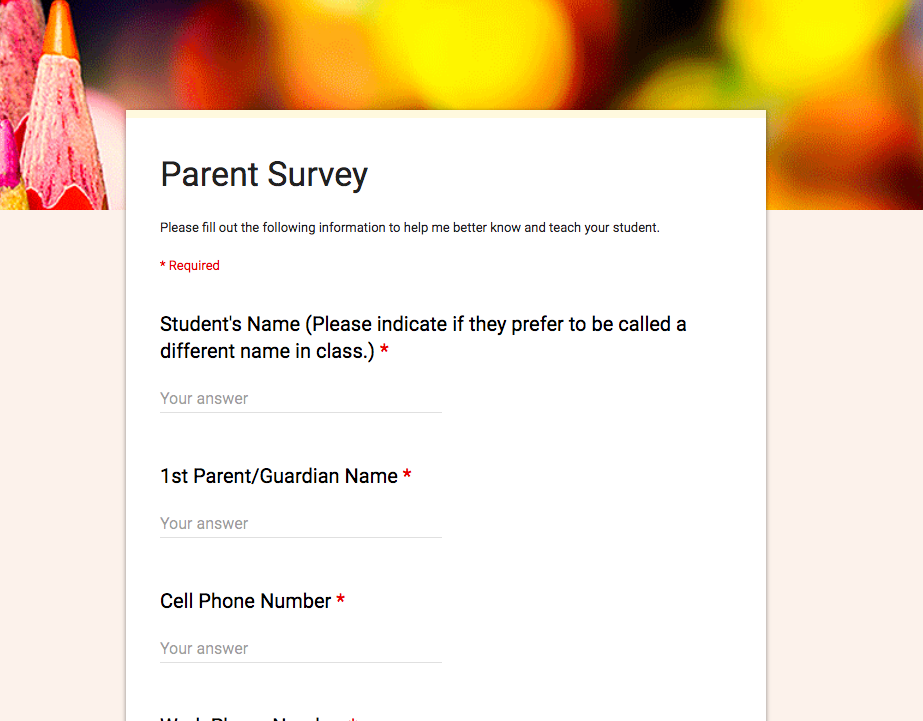 Parent Survey
Please fill out the following information to help me better know and teach your student.
* Required
Student's Name (Please indicate if they prefer to be called a
different name in class.) *
Your answer
1st Parent/Guardian Name *
Your answer
Cell Phone Number *
Your answer